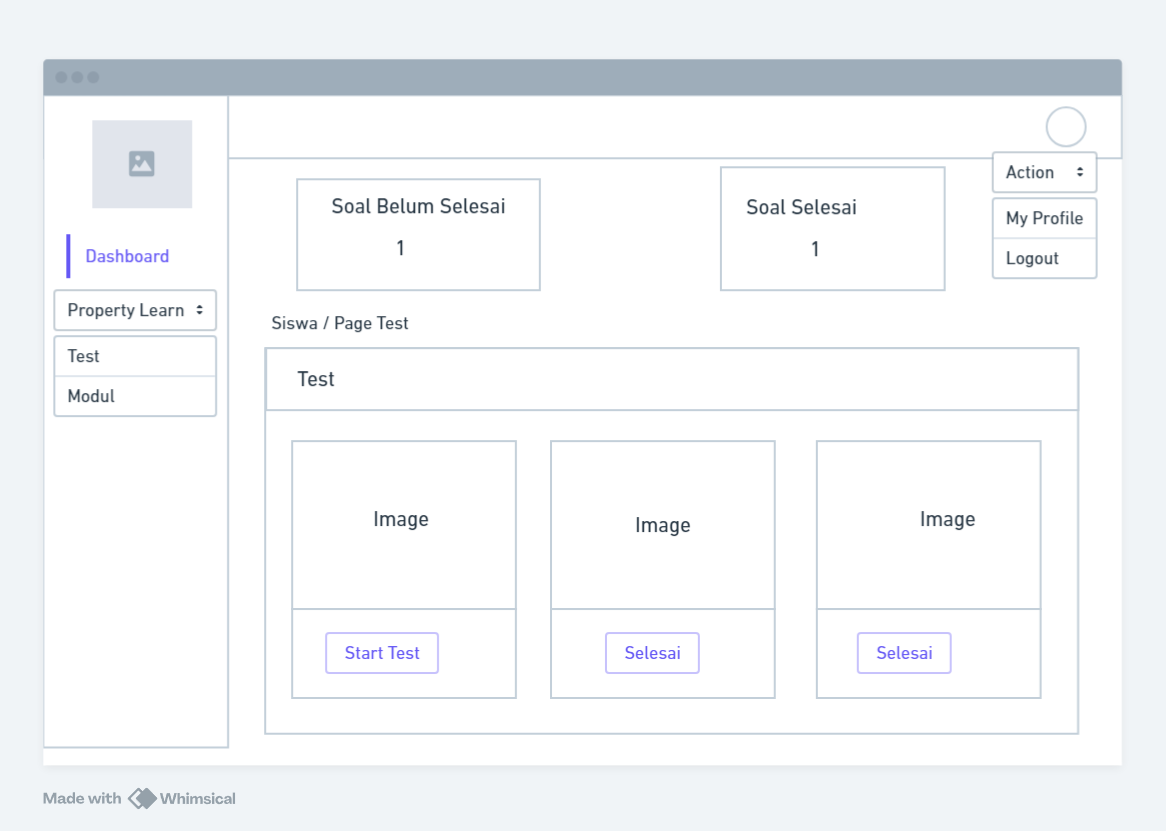 Dashboard
Property Learn
Test
Modul
Action
My Profile
Logout
Soal Belum Selesai
1
Soal Selesai
1
Siswa / Page Test
Test
Image
Image
Image
Start Test
Selesai
Selesai
Made with Whimsical